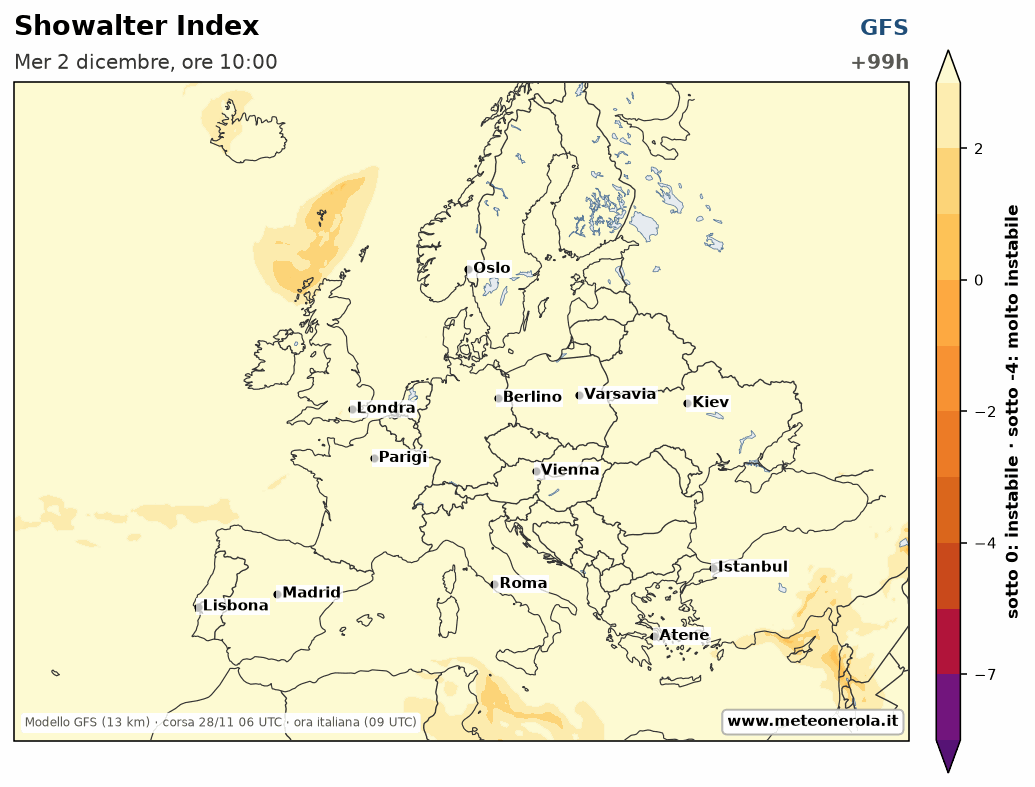 Showalter Index
GFS
Mer 2 dicembre, ore 10:00
+99h
Oslo
Berlino
Varsavia
Kiev
Londra
Parigi
Vienna
Istanbul
Roma
Madrid
Lisbona
Atene
Modello GFS (13 km) · corsa 28/11 06 UTC · ora italiana (09 UTC)
www.meteonerola.it
2
0
−2
−4
−7
sotto 0: instabile · sotto -4: molto instabile